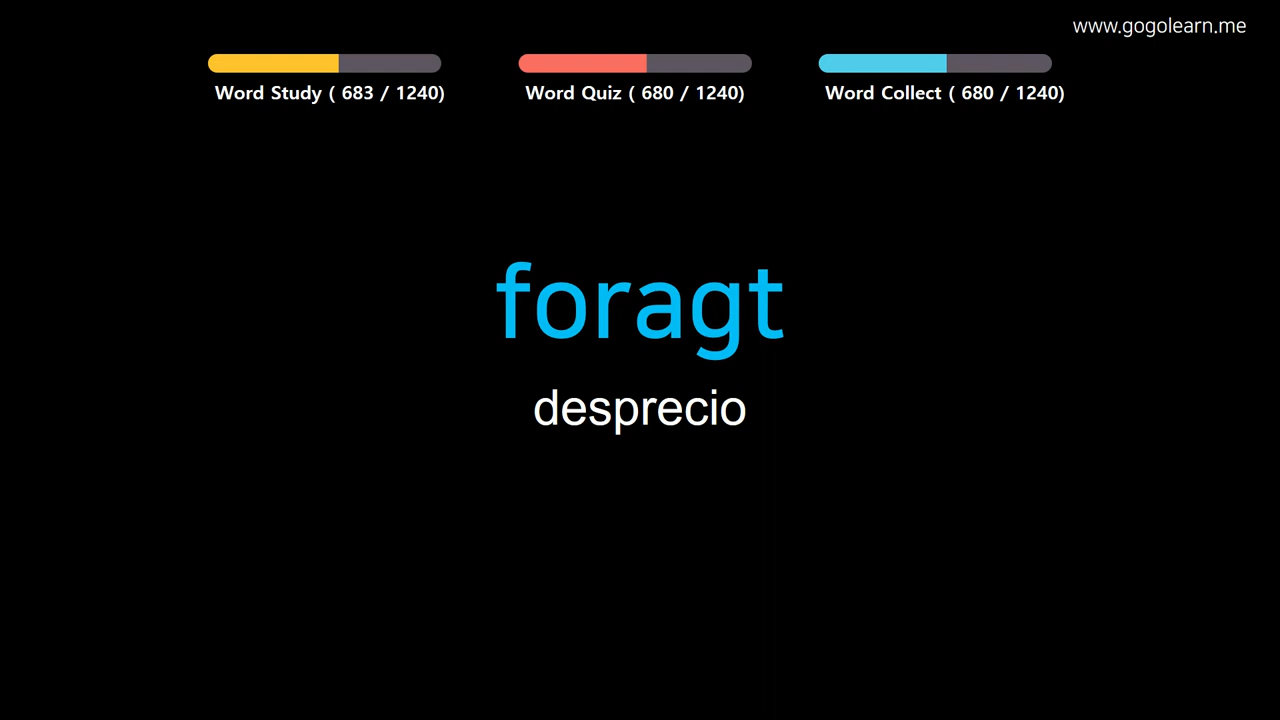 www.gogolearn.me
Word Study ( 683 / 1240)
Word Quiz ( 680 / 1240)
Word Collect ( 680 / 1240)
foragt
desprecio